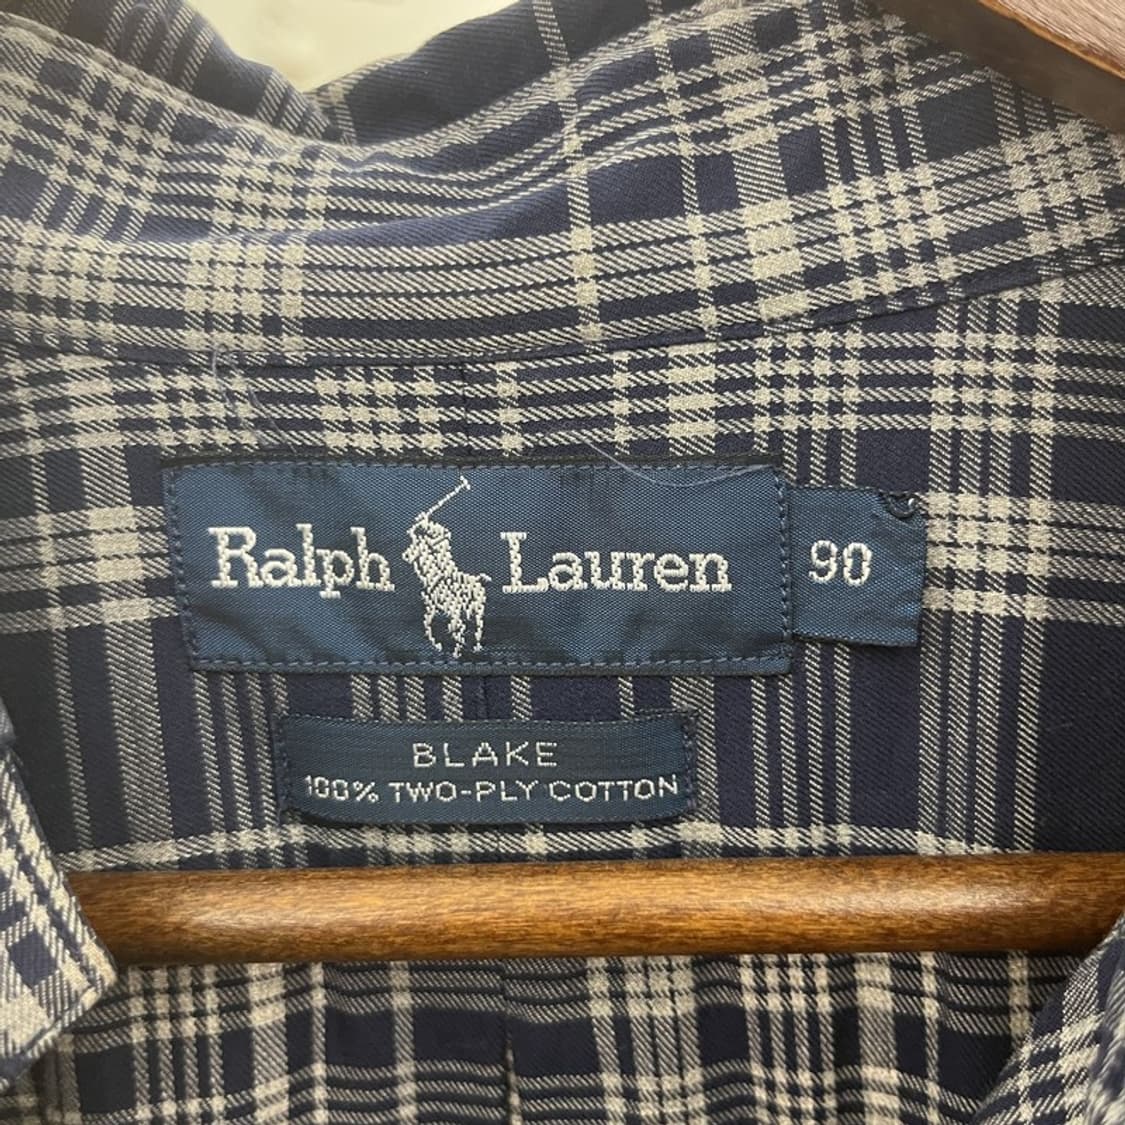 Ralph Lauren 90
BLAKE
100% TWO-PLY COTTON